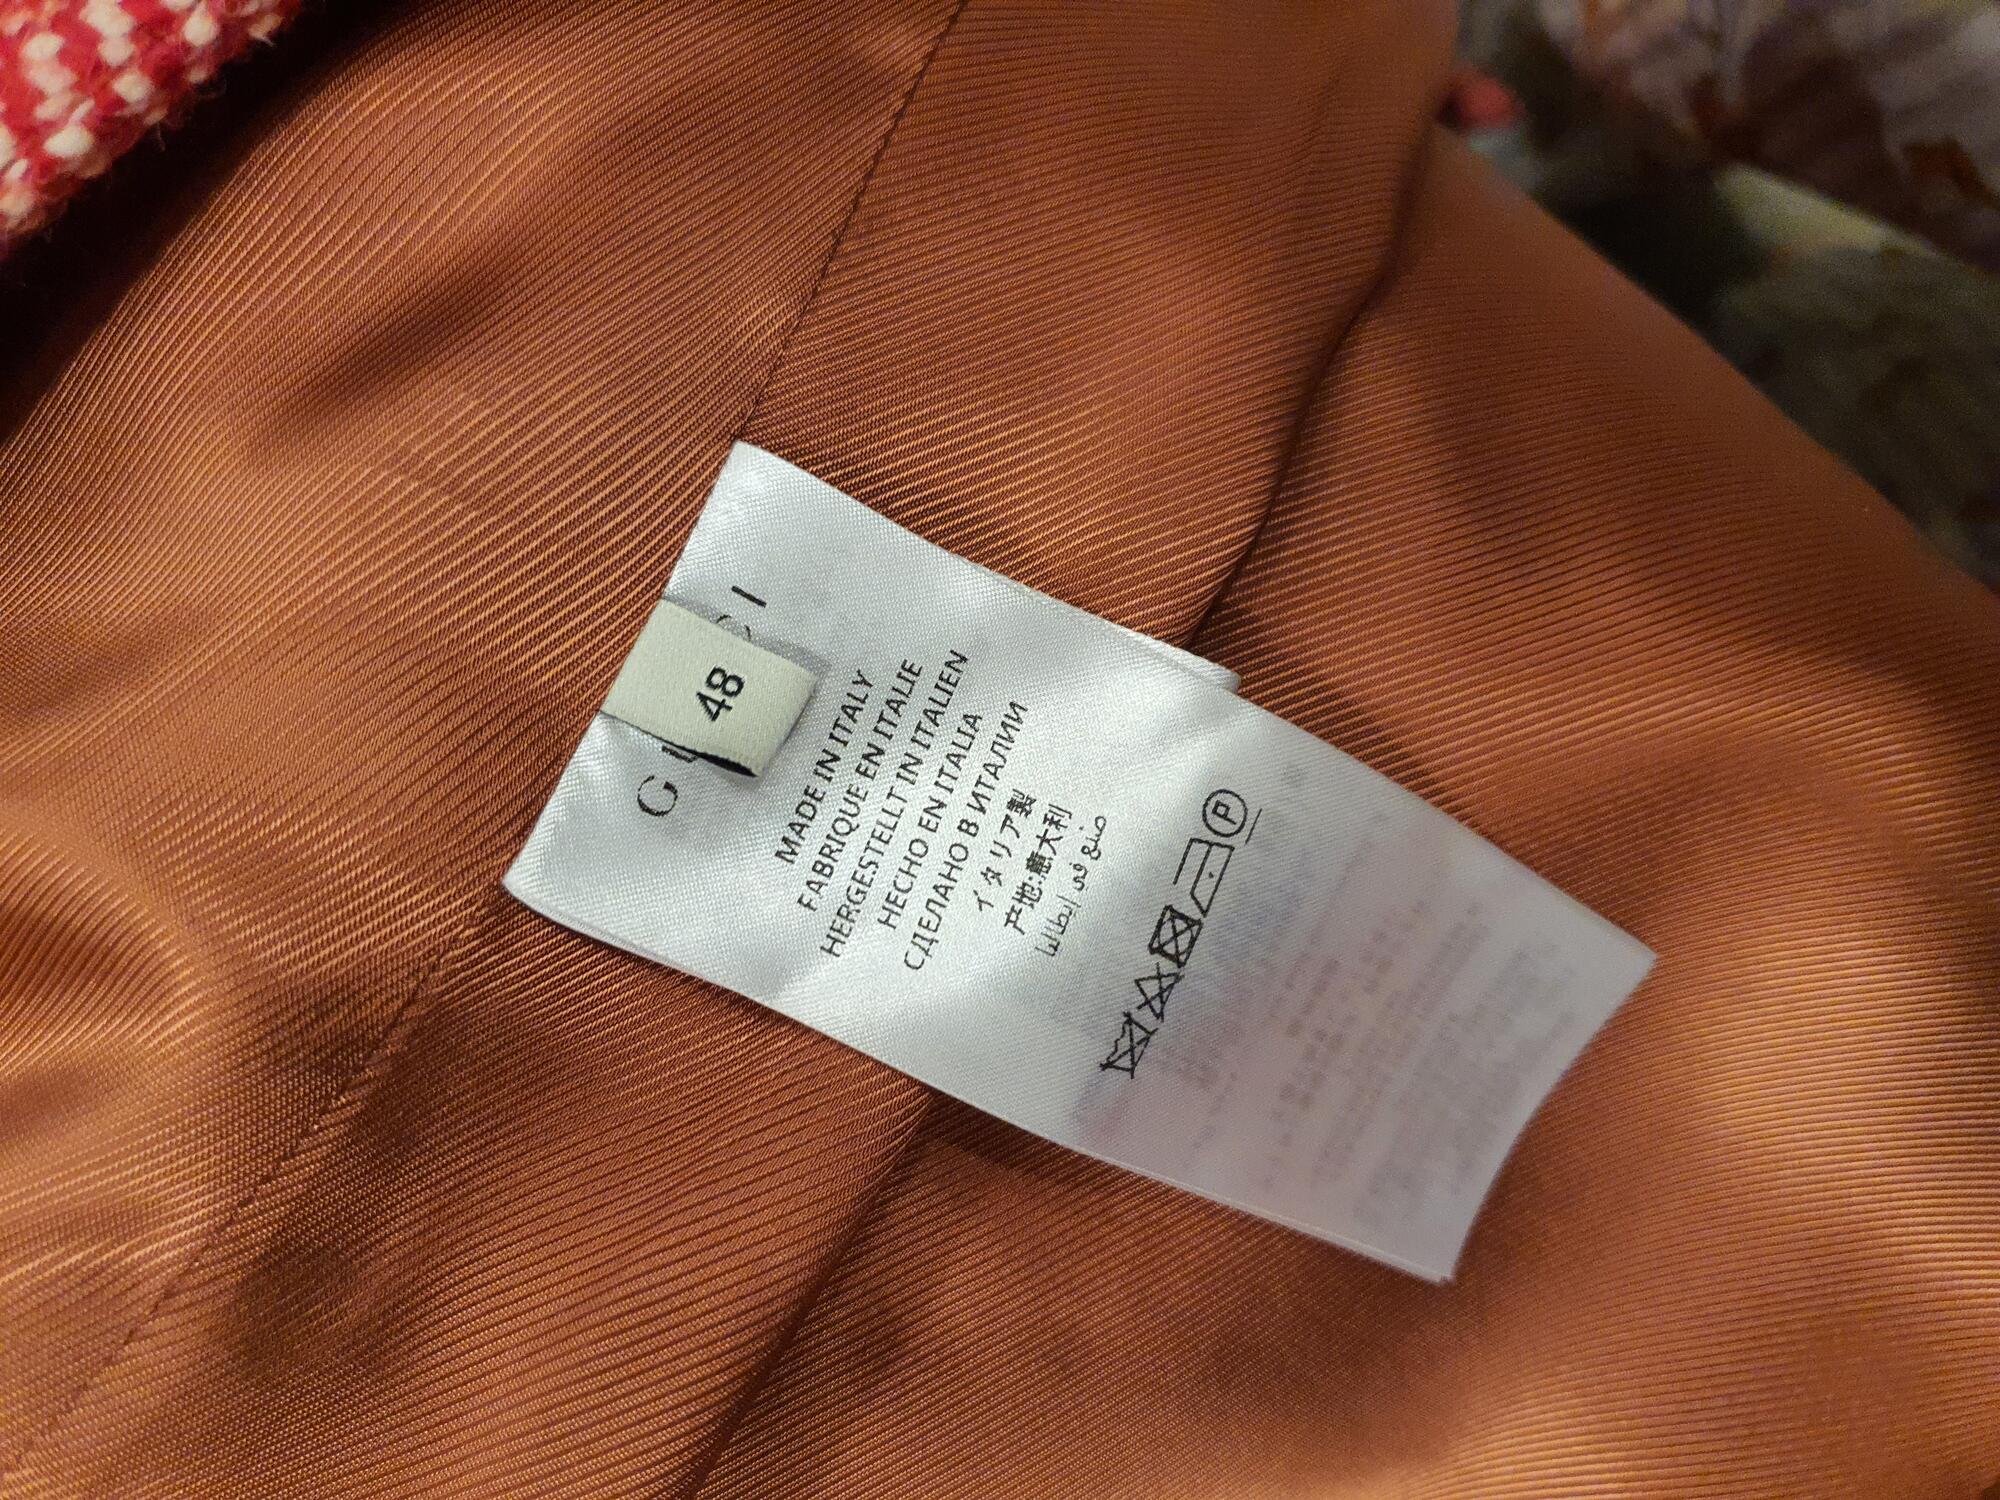 48
MADE IN ITALY
FABRIQUE EN ITALIE
HERGESTELLT IN ITALIEN
HECHO EN ITALIA
СДЕЛАНО В ИТАЛИИ
イタリア製
产地:意大利
صنع في إيطاليا
P